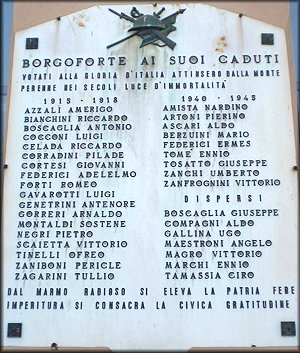 BORGOFORTE AI SUOI CADUTI
VOTATI ALLA GLORIA D'ITALIA ATTINSERO DALLA MORTE
PERENNE NEI SECOLI LUCE D'IMMORTALITA'
1915 - 1918
AZZALI AMERIGO
BIANCHINI RICCARDO
BOSCAGLIA ANTONIO
COCCONI LUIGI
CELADA RICCARDO
CORRADINI PILADE
CORTESI GIOVANNI
FEDERICI ADELELMO
FORTI ROMEO
GAVAROTTI LUIGI
GENETRINI ANTENORE
GORRERI ARNALDO
MONTALDI SOSTENE
NEGRI PIETRO
SCAIETTA VITTORIO
TINELLI OFREO
ZANIBONI PERICLE
ZAGARINI TULLIO
1940 - 1945
AMISTA NARDINO
ARTONI PIERINO
ASCARI ALDO
BERZUINI MARIO
FEDERICI ERMES
TOME' ENNIO
TOSATTO GIUSEPPE
ZANCHI UMBERTO
ZANFROGNINI VITTORIO
DISPERSI
BOSCAGLIA GIUSEPPE
COMPAGNI ALDO
GALLINA UGO
MAESTRONI ANGELO
MAGRO VITTORIO
MARCHI ENNIO
TAMASSIA CIRO
DAL MARMO RADIOSO SI ELEVA LA PATRIA FEDE
IMPERITURA SI CONSACRA LA CIVICA GRATITUDINE